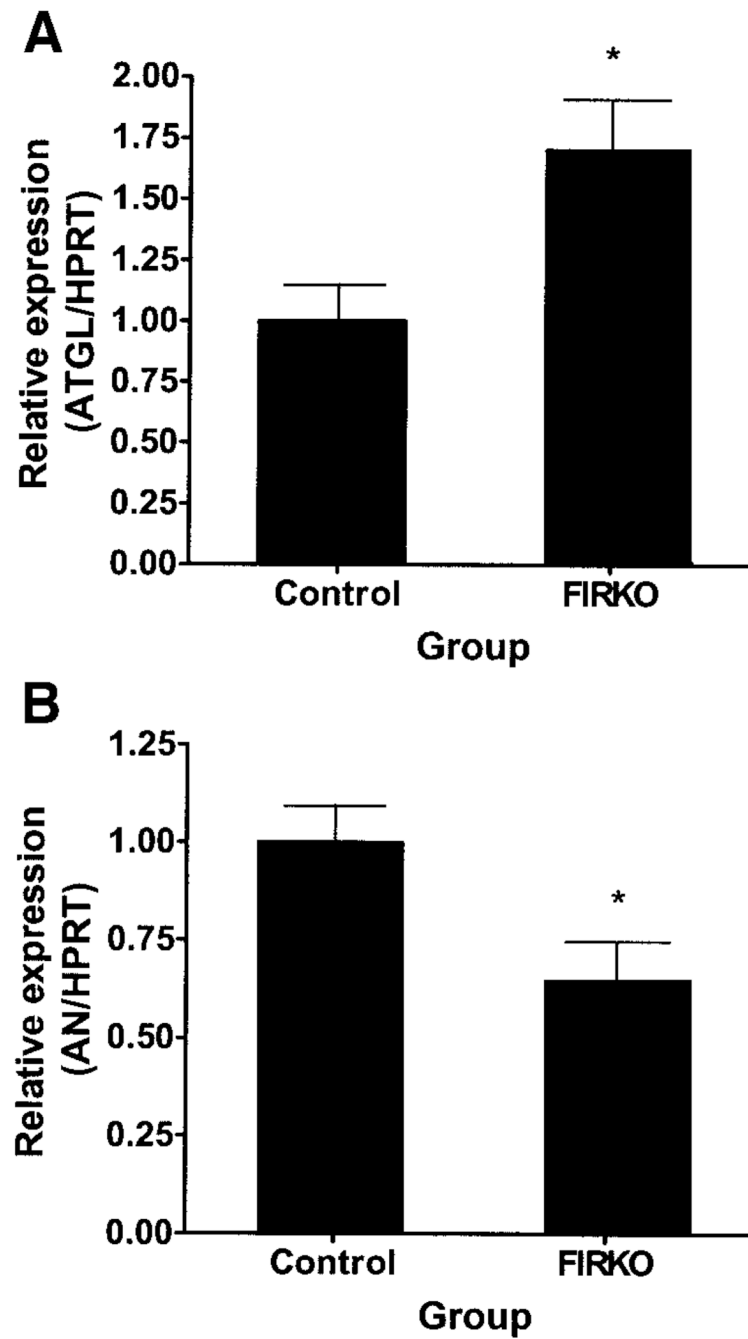 A
*
2.00
1.75
1.50
1.25
1.00
0.75
0.50
0.25
0.00
Relative expression
(ATGL/HPRT)
Control FIRKO
Group
B
*
1.25
1.00
0.75
0.50
0.25
0.00
Relative expression
(AN/HPRT)
Control FIRKO
Group